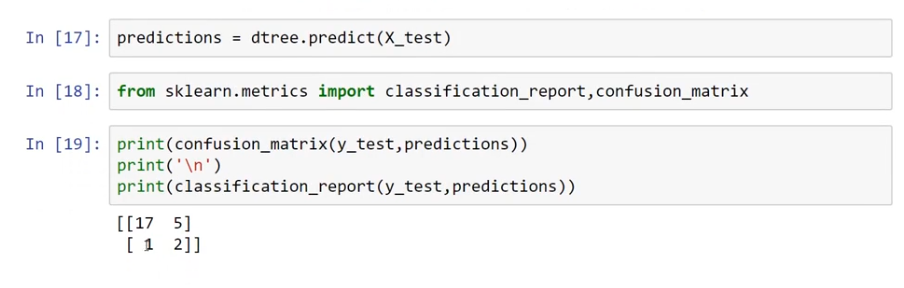 In [17]: predictions = dtree.predict(X_test)
In [18]: from sklearn.metrics import classification_report,confusion_matrix
In [19]: print(confusion_matrix(y_test,predictions))
print('\n')
print(classification_report(y_test,predictions))
[[17  5]
 [ 1  2]]